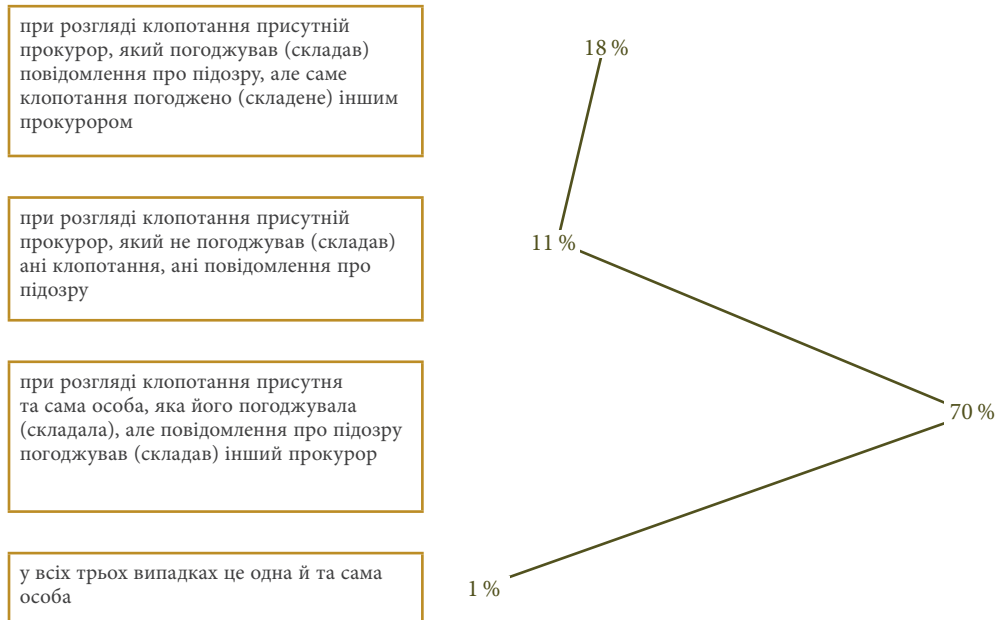 при розгляді клопотання присутній
прокурор, який погоджував (складав)
повідомлення про підозру, але саме
клопотання погоджено (складене) іншим
прокурором
18 %
при розгляді клопотання присутній
прокурор, який не погоджував (складав)
ані клопотання, ані повідомлення про
підозру
11 %
при розгляді клопотання присутня
та сама особа, яка його погоджувала
(складала), але повідомлення про підозру
погоджував (складав) інший прокурор
70 %
у всіх трьох випадках це одна й та сама
особа
1 %